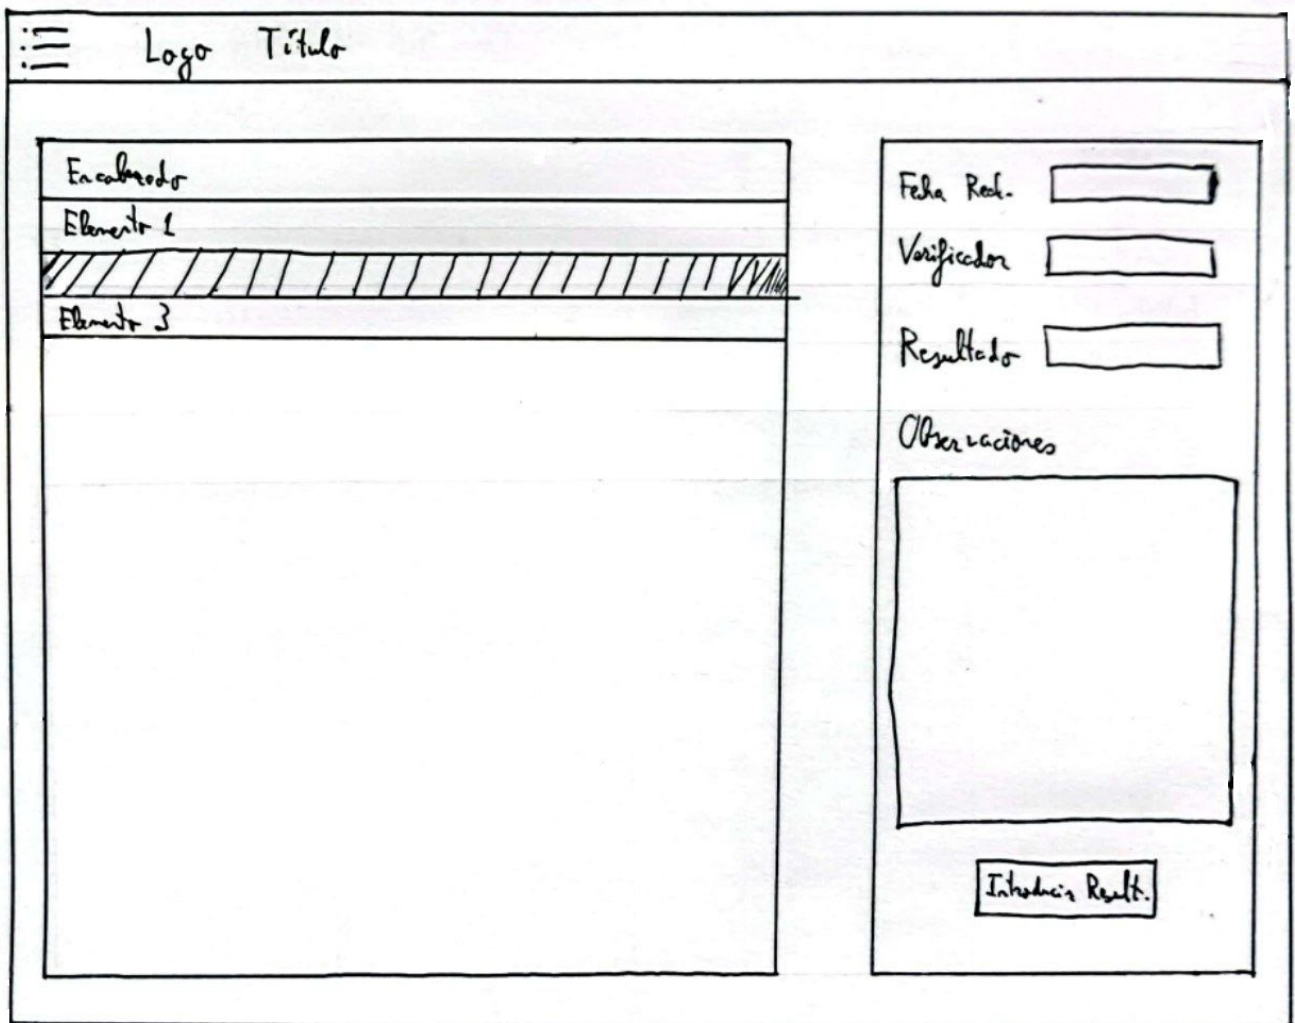 Logo Título
Encabezado
Elemento 1
Elemento 3
Fecha Real.
Verificador
Resultado
Observaciones
Introducir Result.